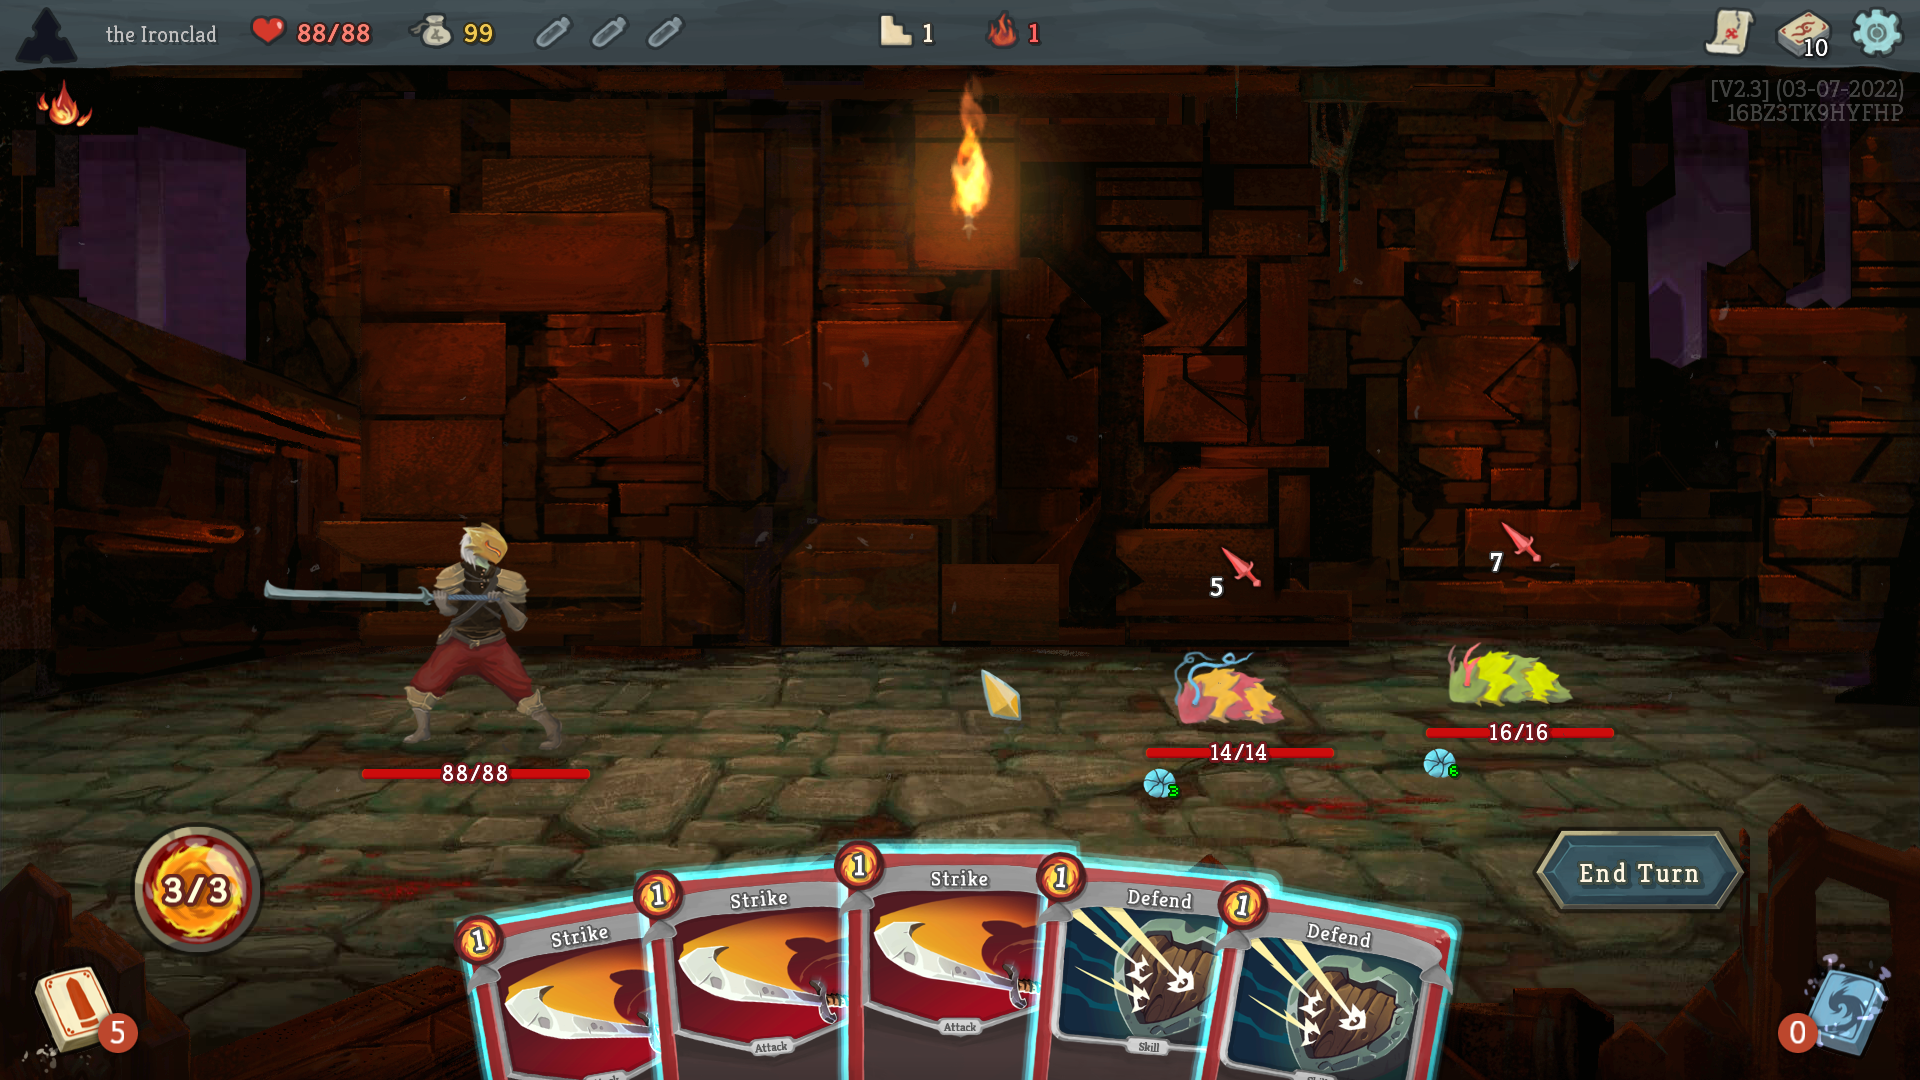 the Ironclad
88/88
99
1
1
10
[V2.3] (03-07-2022)
16BZ3TK9HYFHP
5
7
14/14
16/16
3
6
88/88
3/3
End Turn
1 Strike
1 Strike
1 Strike
1 Defend
1 Defend
Attack
Attack
Skill
5
0